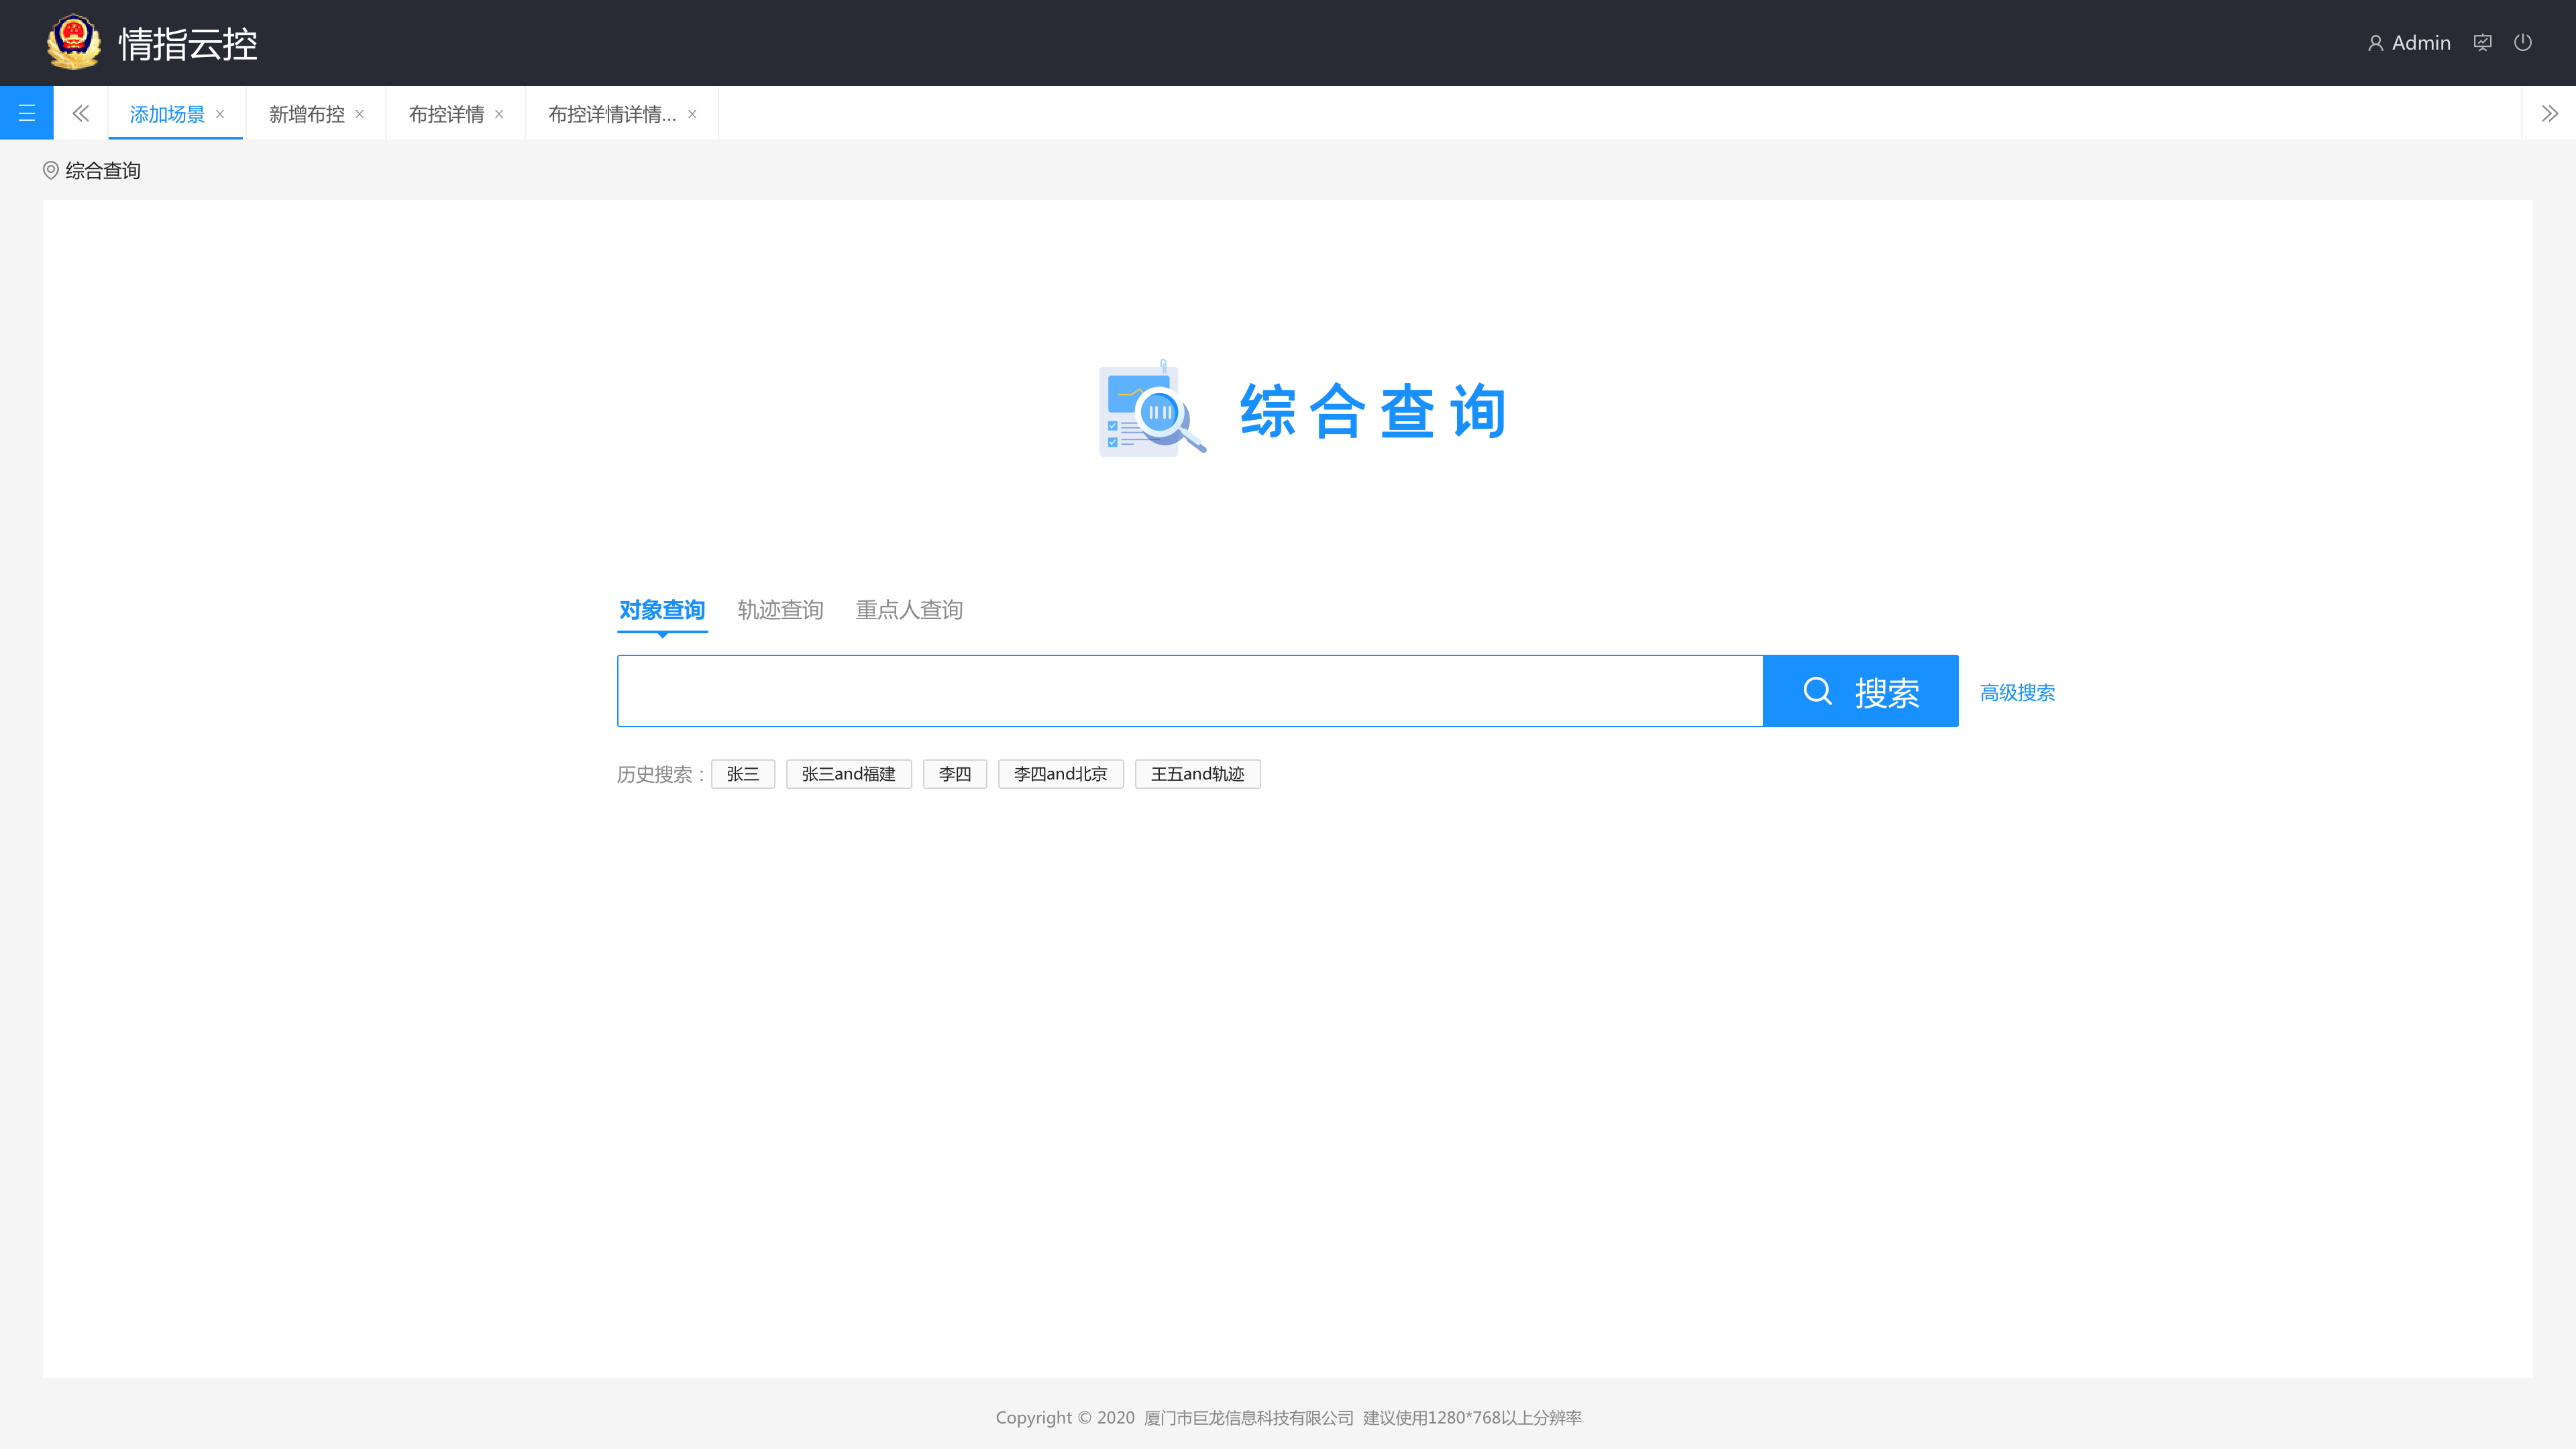 情指云控
Admin
添加场景 新增布控 布控详情 布控详情详情...
综合查询
综合查询
对象查询 轨迹查询 重点人查询
搜索 高级搜索
历史搜索： 张三 张三and福建 李四 李四and北京 王五and轨迹
Copyright © 2020 厦门市巨龙信息科技有限公司 建议使用1280*768以上分辨率